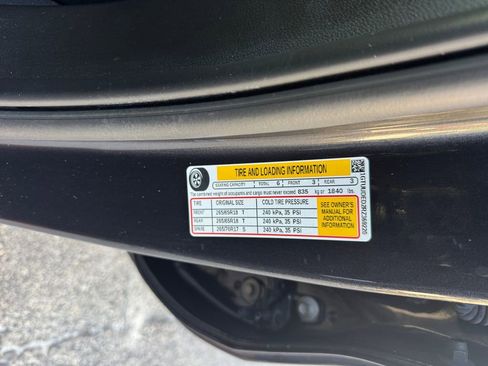 TIRE AND LOADING INFORMATION
SEATING CAPACITY TOTAL 6 FRONT 3 REAR 3
The combined weight of occupants and cargo must never exceed 835 kg or 1840 lbs.
TIRE ORIGINAL SIZE COLD TIRE PRESSURE
FRONT 265/65R18 T 240 kPa, 35 PSI
REAR 265/65R18 T 240 kPa, 35 PSI
SPARE 265/70R17 S 240 kPa, 35 PSI
SEE OWNER'S
MANUAL FOR
ADDITIONAL
INFORMATION